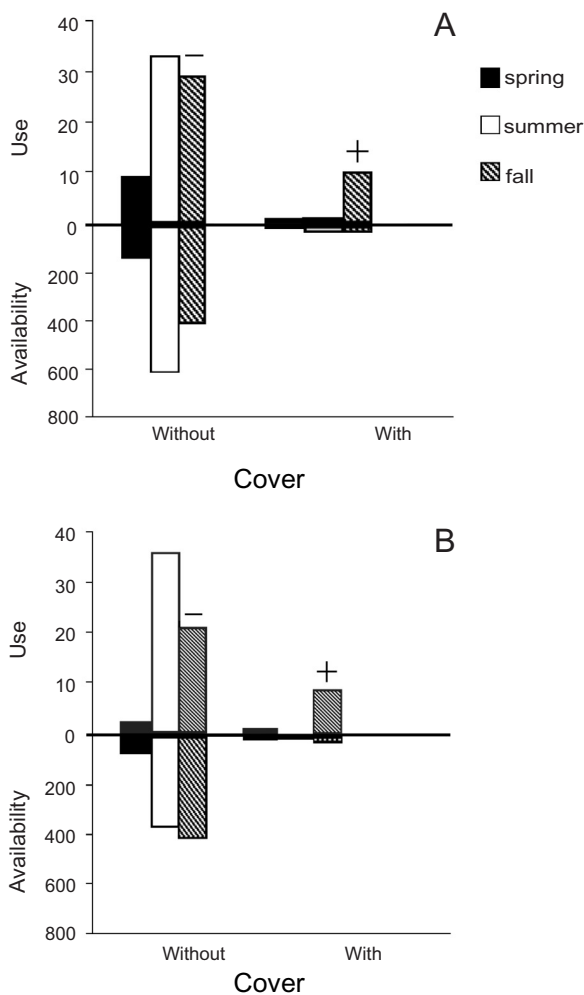 A
40
30
20
10
0
200
400
600
800
Use
Availability
spring
summer
fall
−
+
Without
With
Cover
B
40
30
20
10
0
200
400
600
800
Use
Availability
−
+
Without
With
Cover